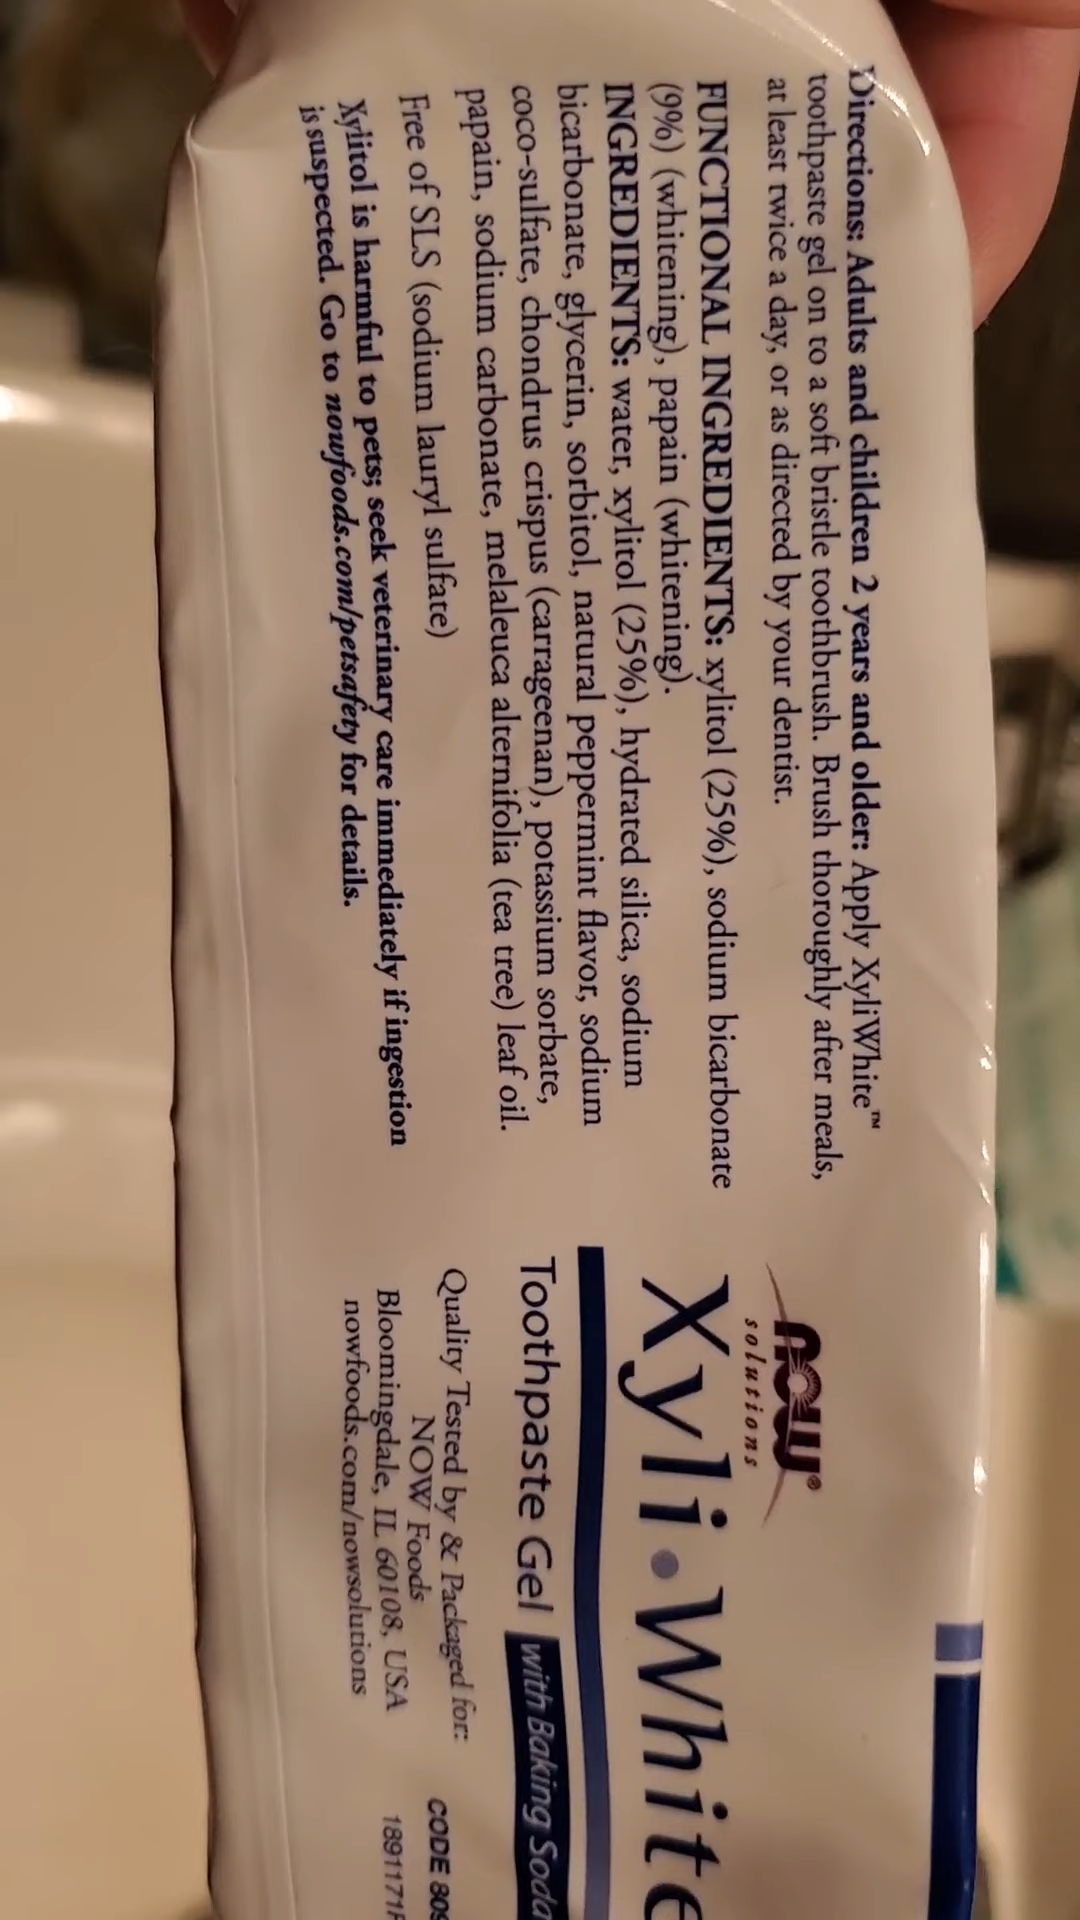 Directions: Adults and children 2 years and older: Apply XyliWhite™
toothpaste gel on to a soft bristle toothbrush. Brush thoroughly after meals,
at least twice a day, or as directed by your dentist.
FUNCTIONAL INGREDIENTS: xylitol (25%), sodium bicarbonate
(9%) (whitening), papain (whitening).
INGREDIENTS: water, xylitol (25%), hydrated silica, sodium
bicarbonate, glycerin, sorbitol, natural peppermint flavor, sodium
coco-sulfate, chondrus crispus (carrageenan), potassium sorbate,
papain, sodium carbonate, melaleuca alternifolia (tea tree) leaf oil.
Free of SLS (sodium lauryl sulfate)
Xylitol is harmful to pets; seek veterinary care immediately if ingestion
is suspected. Go to nowfoods.com/petsafety for details.
now®
solutions
Xyli•White
Toothpaste Gel with Baking Soda
Quality Tested by & Packaged for:
NOW Foods
Bloomingdale, IL 60108, USA
nowfoods.com/nowsolutions
CODE 809
1891171